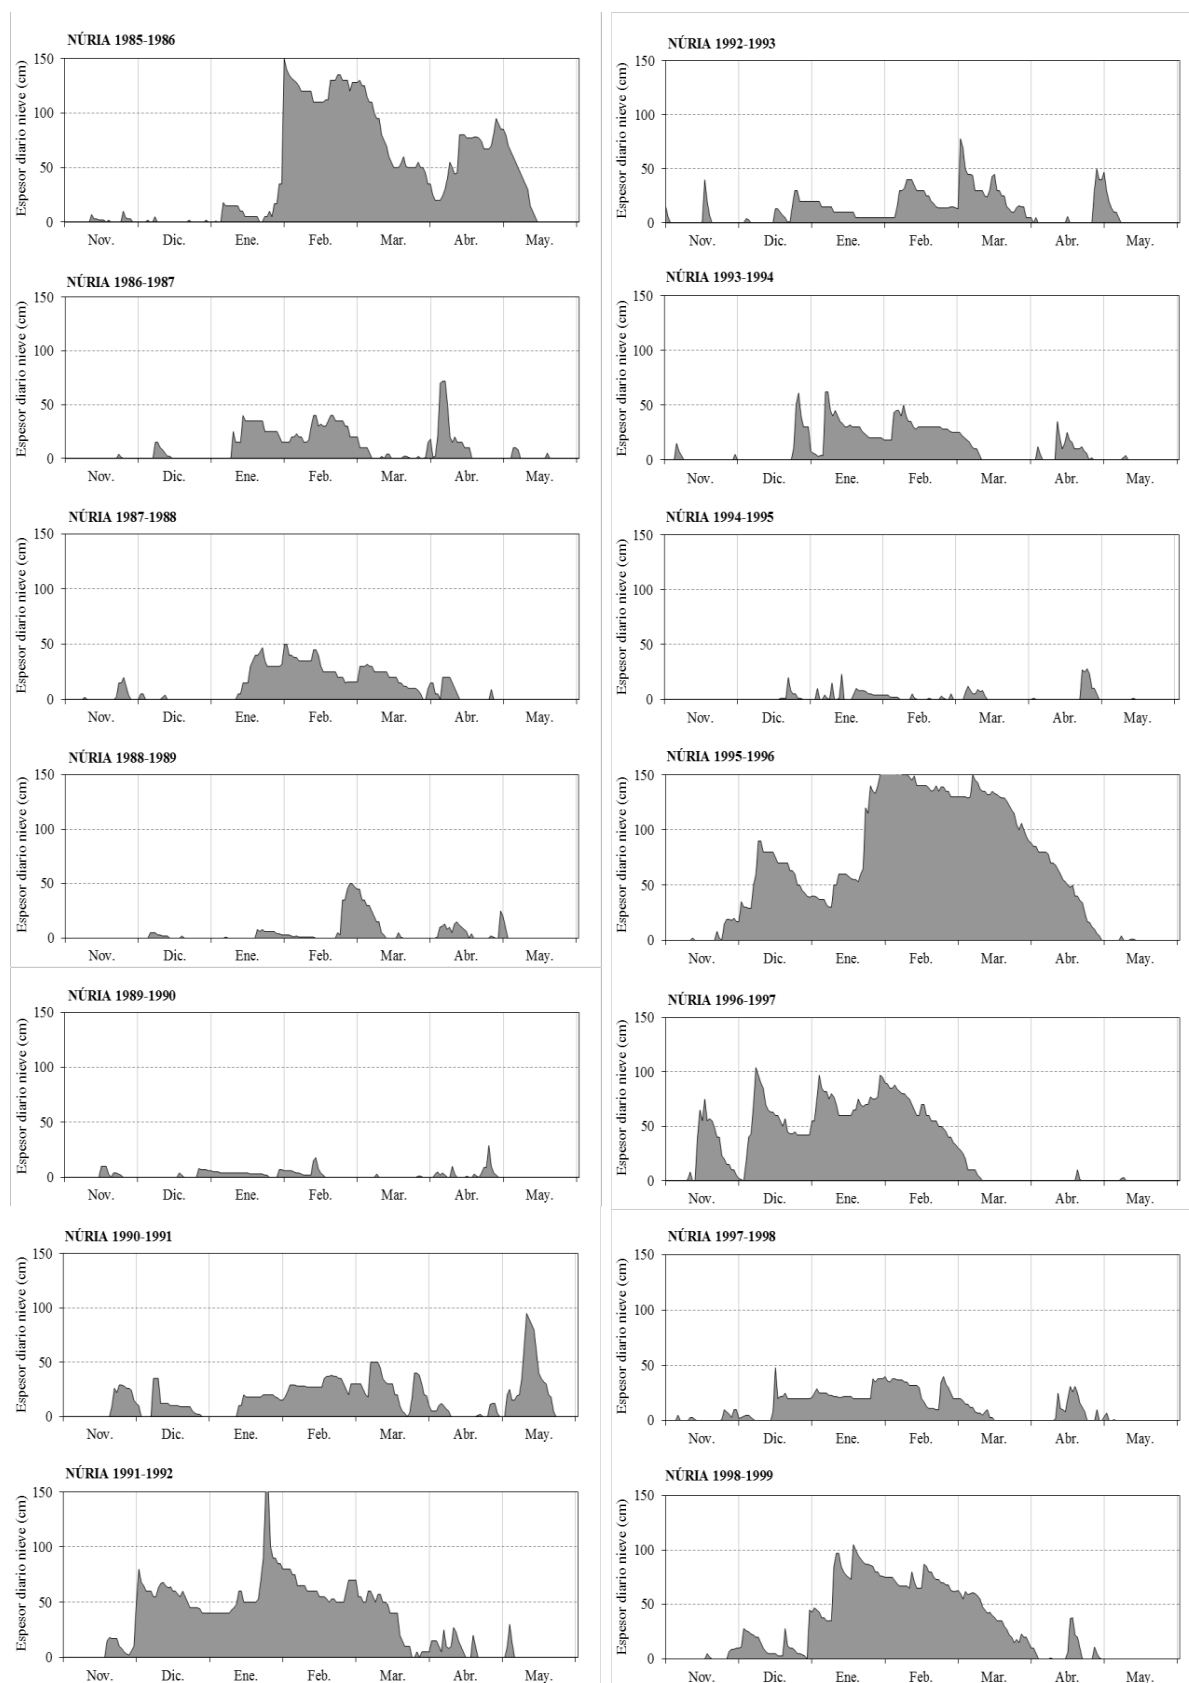 NÚRIA 1985-1986
Espesor diario nieve (cm)
150
100
50
0
Nov. Dic. Ene. Feb. Mar. Abr. May.
NÚRIA 1986-1987
Espesor diario nieve (cm)
150
100
50
0
Nov. Dic. Ene. Feb. Mar. Abr. May.
NÚRIA 1987-1988
Espesor diario nieve (cm)
150
100
50
0
Nov. Dic. Ene. Feb. Mar. Abr. May.
NÚRIA 1988-1989
Espesor diario nieve (cm)
150
100
50
0
Nov. Dic. Ene. Feb. Mar. Abr. May.
NÚRIA 1989-1990
Espesor diario nieve (cm)
150
100
50
0
Nov. Dic. Ene. Feb. Mar. Abr. May.
NÚRIA 1990-1991
Espesor diario nieve (cm)
150
100
50
0
Nov. Dic. Ene. Feb. Mar. Abr. May.
NÚRIA 1991-1992
Espesor diario nieve (cm)
150
100
50
0
Nov. Dic. Ene. Feb. Mar. Abr. May.
NÚRIA 1992-1993
Espesor diario nieve (cm)
150
100
50
0
Nov. Dic. Ene. Feb. Mar. Abr. May.
NÚRIA 1993-1994
Espesor diario nieve (cm)
150
100
50
0
Nov. Dic. Ene. Feb. Mar. Abr. May.
NÚRIA 1994-1995
Espesor diario nieve (cm)
150
100
50
0
Nov. Dic. Ene. Feb. Mar. Abr. May.
NÚRIA 1995-1996
Espesor diario nieve (cm)
150
100
50
0
Nov. Dic. Ene. Feb. Mar. Abr. May.
NÚRIA 1996-1997
Espesor diario nieve (cm)
150
100
50
0
Nov. Dic. Ene. Feb. Mar. Abr. May.
NÚRIA 1997-1998
Espesor diario nieve (cm)
150
100
50
0
Nov. Dic. Ene. Feb. Mar. Abr. May.
NÚRIA 1998-1999
Espesor diario nieve (cm)
150
100
50
0
Nov. Dic. Ene. Feb. Mar. Abr. May.